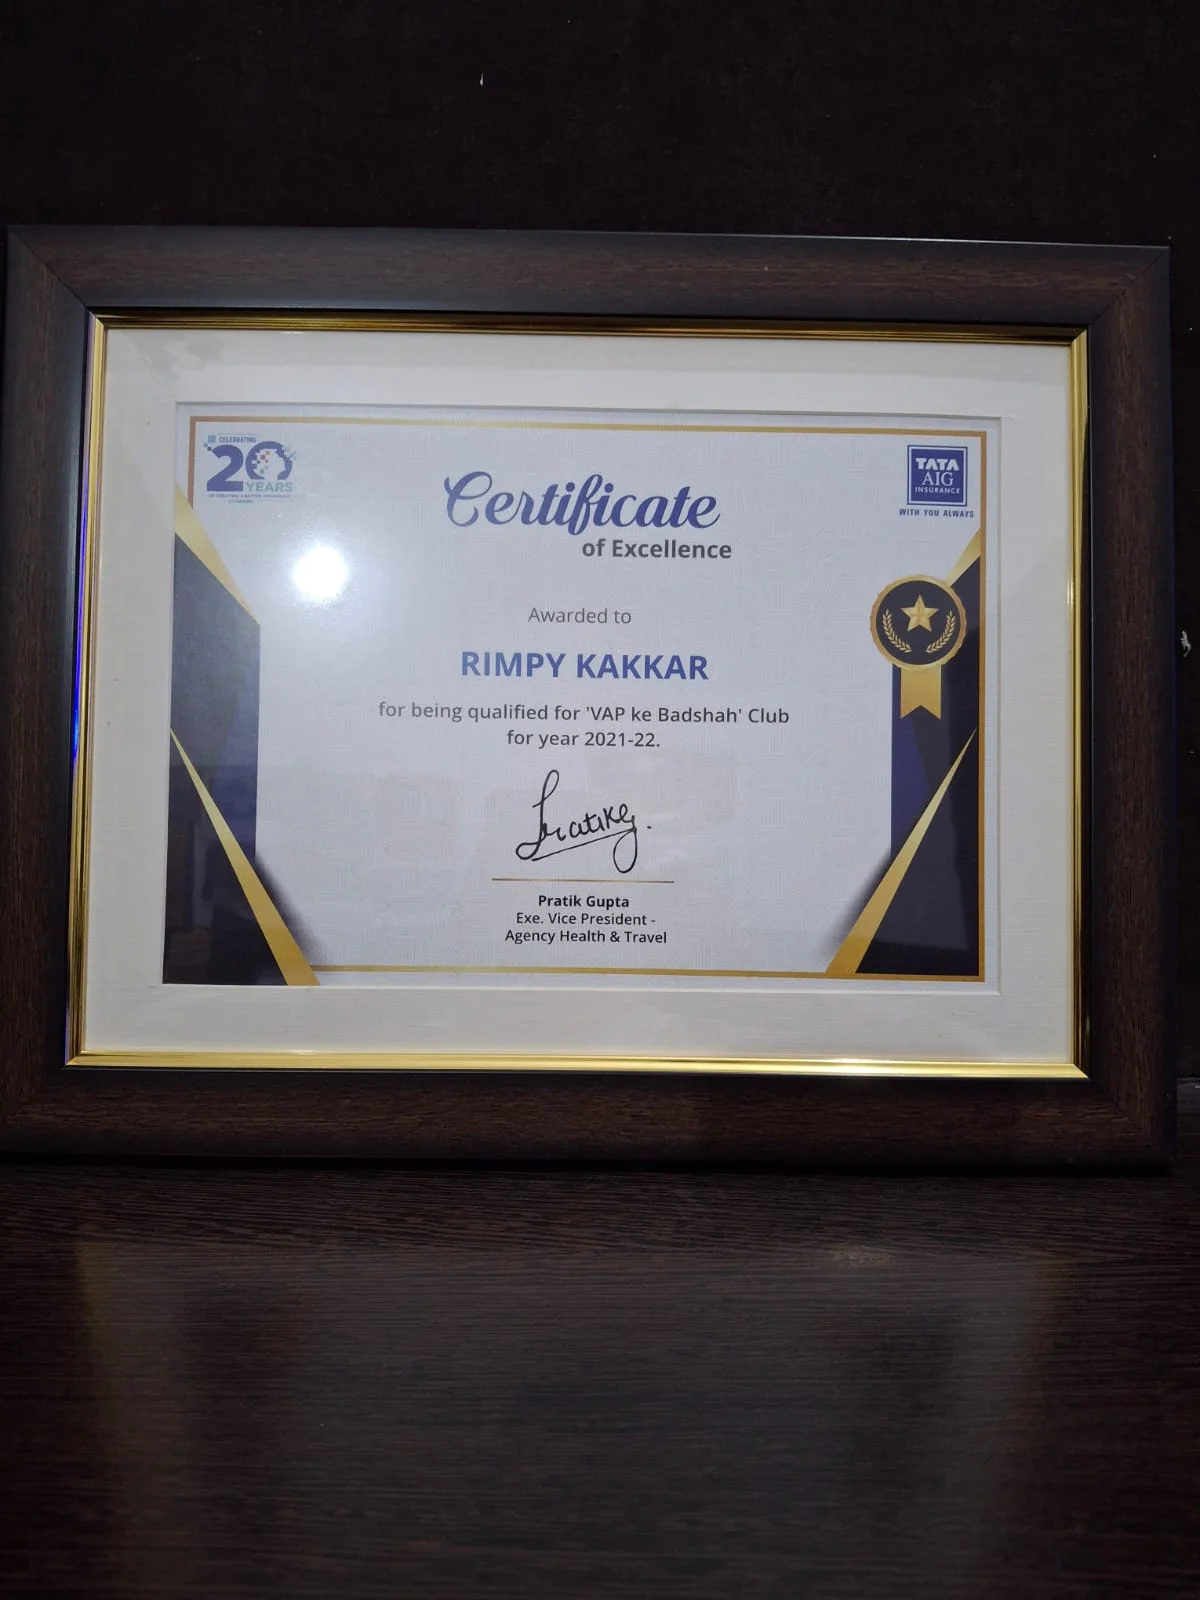 CELEBRATING
20
YEARS
TATA
AIG
INSURANCE
WITH YOU ALWAYS
Certificate
of Excellence
Awarded to
RIMPY KAKKAR
for being qualified for 'VAP ke Badshah' Club
for year 2021-22.
Pratikg.
Pratik Gupta
Exe. Vice President -
Agency Health & Travel